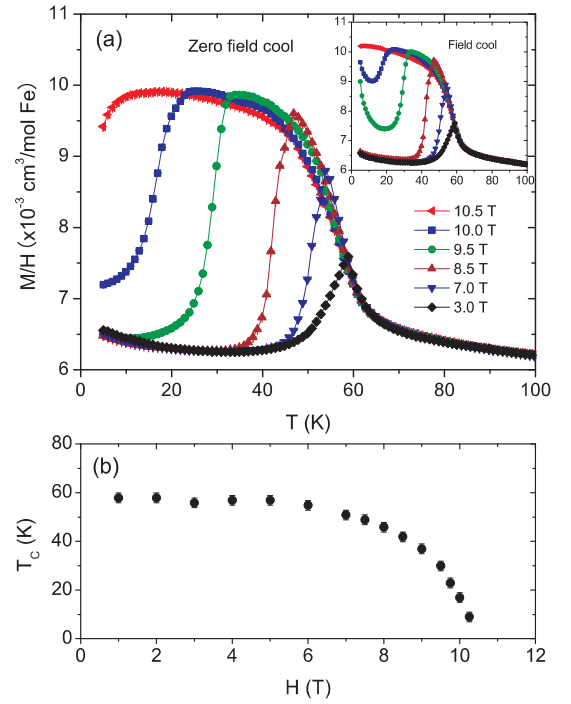 (a)
Zero field cool
Field cool
M/H (x10-3 cm3/mol Fe)
11
10
9
8
7
6
0 20 40 60 80 100
T (K)
11
10
9
8
7
6
0 20 40 60 80 100
10.5 T
10.0 T
9.5 T
8.5 T
7.0 T
3.0 T
(b)
TC (K)
80
60
40
20
0
0 2 4 6 8 10 12
H (T)